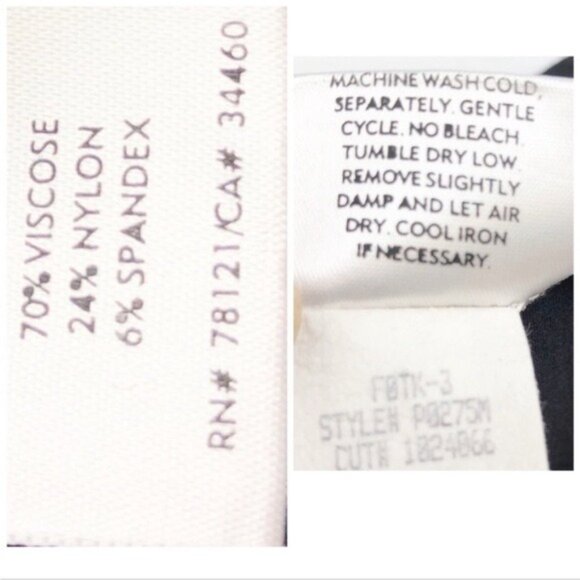 70% VISCOSE
24% NYLON
6% SPANDEX
RN# 78121/CA# 34460
MACHINE WASH COLD,
SEPARATELY. GENTLE
CYCLE. NO BLEACH.
TUMBLE DRY LOW.
REMOVE SLIGHTLY
DAMP AND LET AIR
DRY. COOL IRON
IF NECESSARY.
F0TK-3
STYLE# P0275M
CUT# 1024066